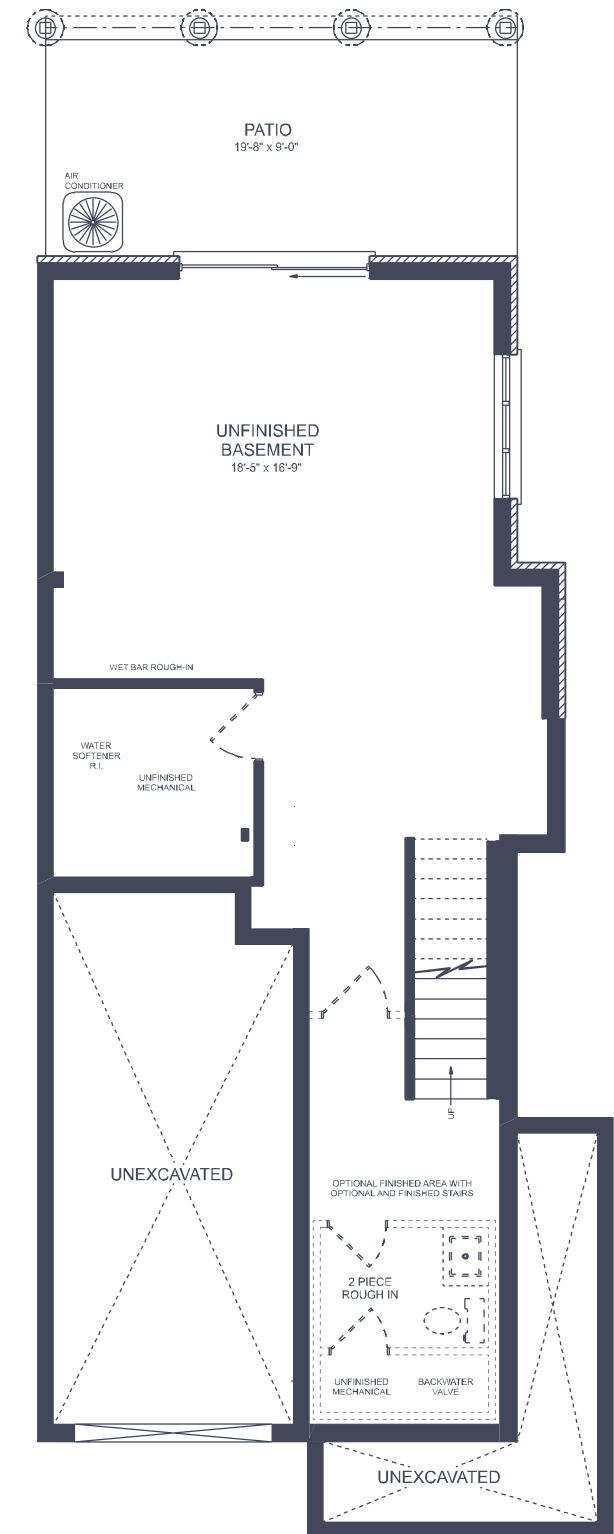 PATIO
19'-8" x 9'-0"
AIR
CONDITIONER
UNFINISHED
BASEMENT
18'-5" x 16'-9"
WET BAR ROUGH-IN
WATER
SOFTENER
R.I.
UNFINISHED
MECHANICAL
UP
UNEXCAVATED
OPTIONAL FINISHED AREA WITH
OPTIONAL AND FINISHED STAIRS
2 PIECE
ROUGH IN
UNFINISHED
MECHANICAL
BACKWATER
VALVE
UNEXCAVATED